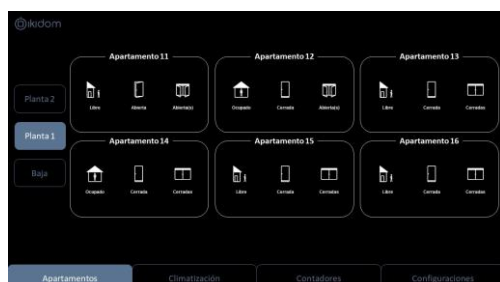 ikidom
Apartamento 11
Apartamento 12
Apartamento 13
Libre
Abierta
Abierta(s)
Ocupado
Cerrada
Abierta(s)
Libre
Cerrada
Cerradas
Planta 2
Planta 1
Baja
Apartamento 14
Apartamento 15
Apartamento 16
Ocupado
Cerrada
Cerradas
Libre
Cerrada
Cerradas
Libre
Cerrada
Cerradas
Apartamentos
Climatización
Contadores
Configuraciones